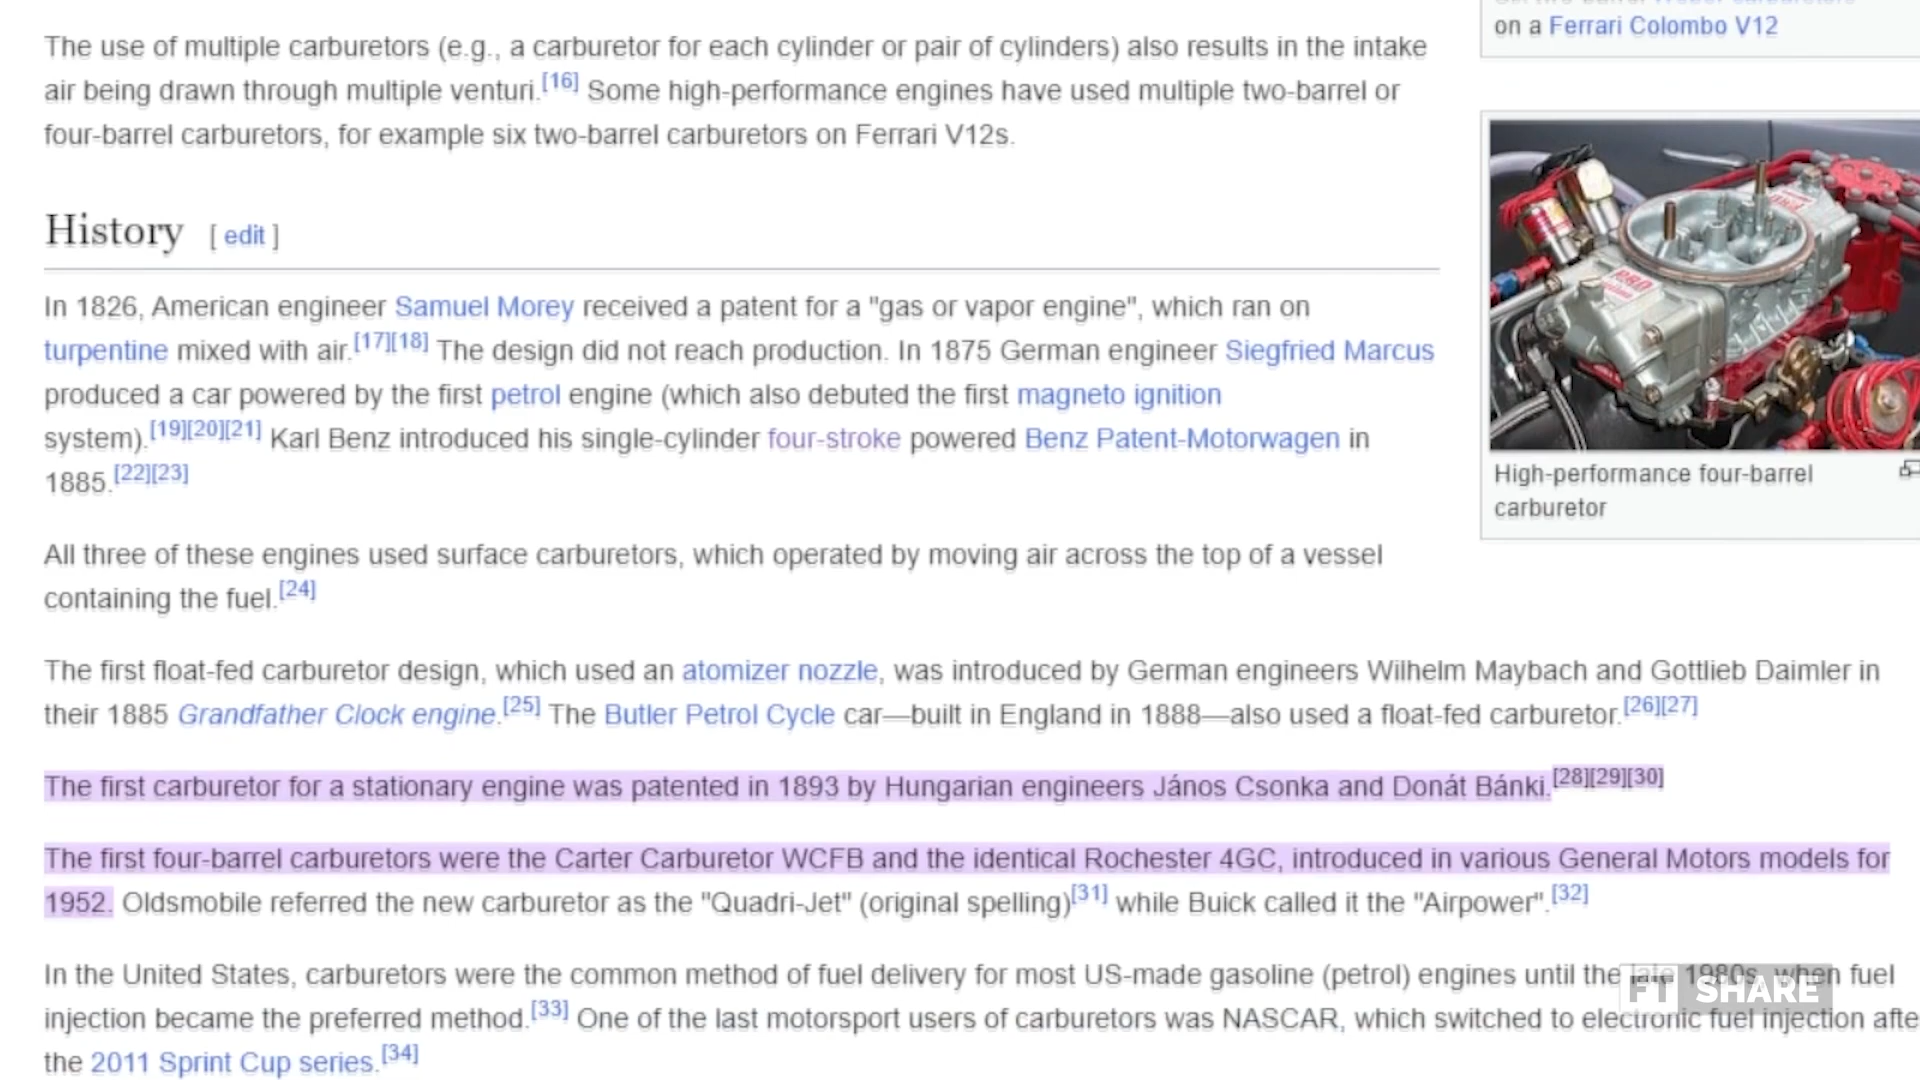 The use of multiple carburetors (e.g., a carburetor for each cylinder or pair of cylinders) also results in the intake
air being drawn through multiple venturi.[16] Some high-performance engines have used multiple two-barrel or
four-barrel carburetors, for example six two-barrel carburetors on Ferrari V12s.
on a Ferrari Colombo V12
High-performance four-barrel
carburetor
History [ edit ]
In 1826, American engineer Samuel Morey received a patent for a "gas or vapor engine", which ran on
turpentine mixed with air.[17][18] The design did not reach production. In 1875 German engineer Siegfried Marcus
produced a car powered by the first petrol engine (which also debuted the first magneto ignition
system).[19][20][21] Karl Benz introduced his single-cylinder four-stroke powered Benz Patent-Motorwagen in
1885.[22][23]
All three of these engines used surface carburetors, which operated by moving air across the top of a vessel
containing the fuel.[24]
The first float-fed carburetor design, which used an atomizer nozzle, was introduced by German engineers Wilhelm Maybach and Gottlieb Daimler in
their 1885 Grandfather Clock engine.[25] The Butler Petrol Cycle car—built in England in 1888—also used a float-fed carburetor.[26][27]
The first carburetor for a stationary engine was patented in 1893 by Hungarian engineers János Csonka and Donát Bánki.[28][29][30]
The first four-barrel carburetors were the Carter Carburetor WCFB and the identical Rochester 4GC, introduced in various General Motors models for
1952. Oldsmobile referred the new carburetor as the "Quadri-Jet" (original spelling)[31] while Buick called it the "Airpower".[32]
In the United States, carburetors were the common method of fuel delivery for most US-made gasoline (petrol) engines until the late 1980s, when fuel
injection became the preferred method.[33] One of the last motorsport users of carburetors was NASCAR, which switched to electronic fuel injection afte
the 2011 Sprint Cup series.[34]
FT SHARE